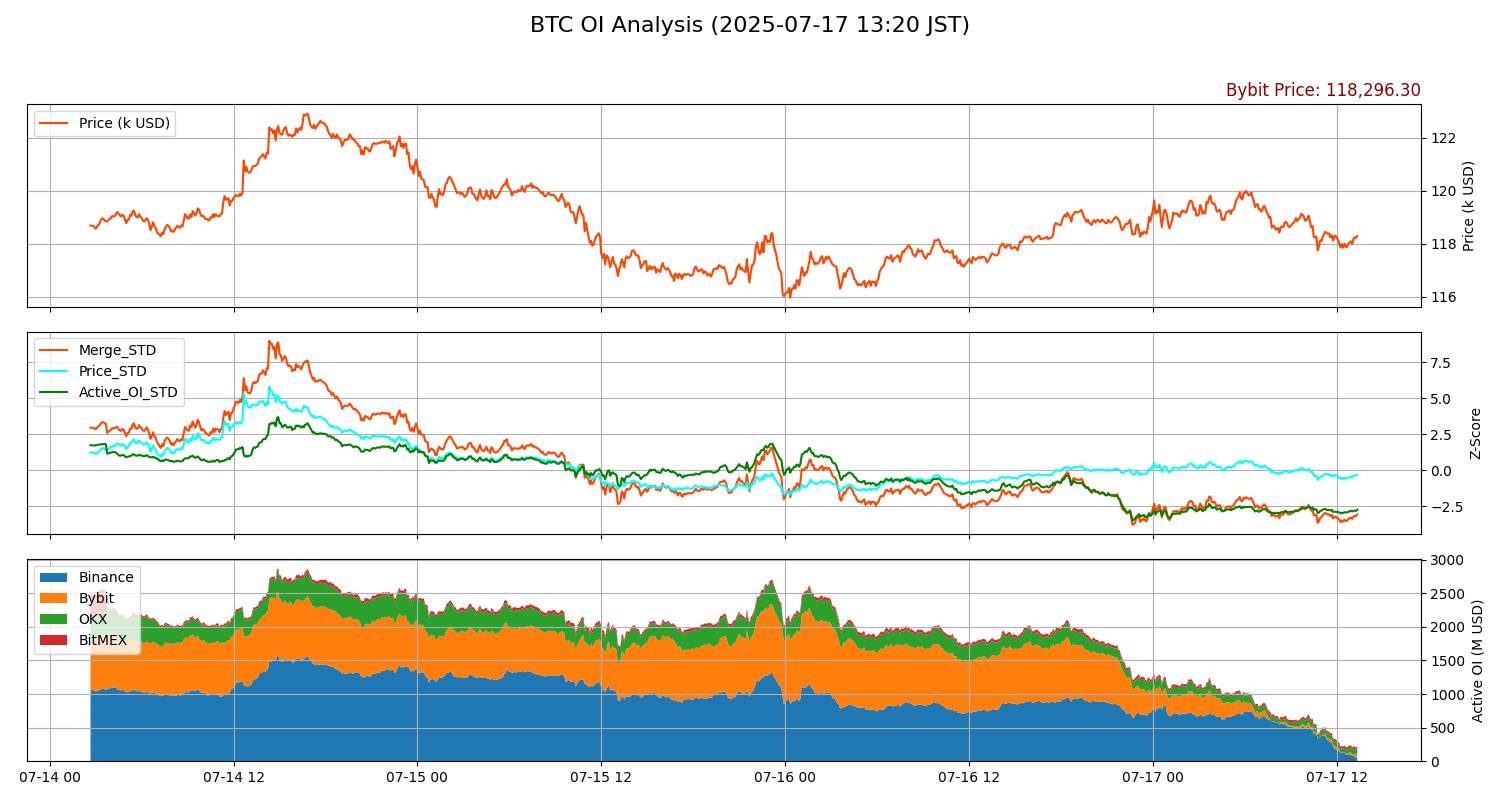 BTC OI Analysis (2025-07-17 13:20 JST)
Bybit Price: 118,296.30
Price (k USD)
122
120
118
116
Price (k USD)
Merge_STD
Price_STD
Active_OI_STD
7.5
5.0
2.5
0.0
−2.5
Z-Score
Binance
Bybit
OKX
BitMEX
3000
2500
2000
1500
1000
500
0
Active OI (M USD)
07-14 00
07-14 12
07-15 00
07-15 12
07-16 00
07-16 12
07-17 00
07-17 12